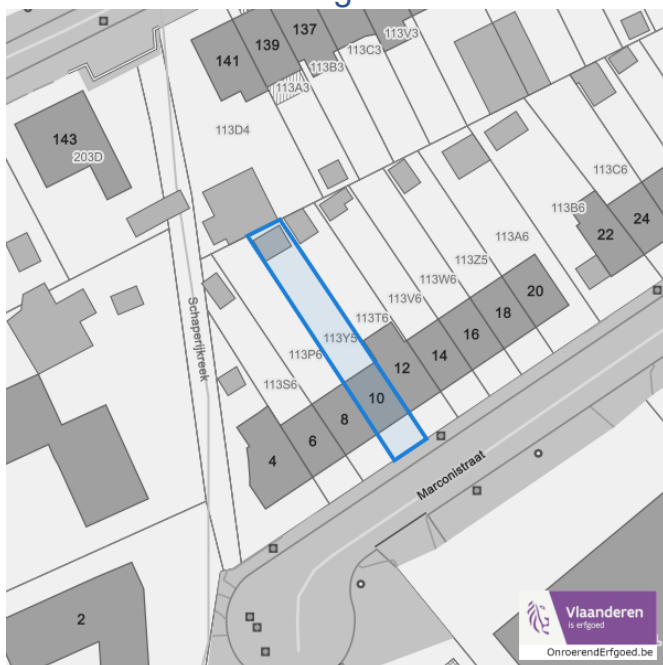 141
139
137
113V3
113C3
113B3
113A3
113D4
143
203D
113C6
113B6
24
22
113A6
113Z5
113W6
113V6
113T6
113Y5
113P6
113S6
20
18
16
14
12
10
8
6
4
Schaperijkreek
Marconistraat
2
Vlaanderen
is erfgoed
OnroerendErfgoed.be